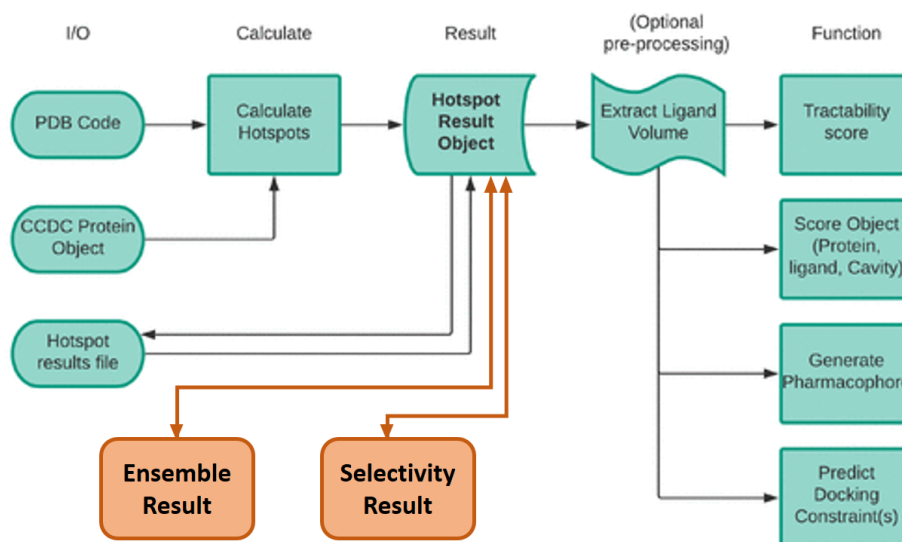 I/O
Calculate
Result
(Optional
pre-processing)
Function
PDB Code
Calculate
Hotspots
Hotspot
Result
Object
Extract Ligand
Volume
Tractability
score
CCDC Protein
Object
Score Object
(Protein,
ligand, Cavity)
Hotspot
results file
Generate
Pharmacophore
Ensemble
Result
Selectivity
Result
Predict
Docking
Constraint(s)